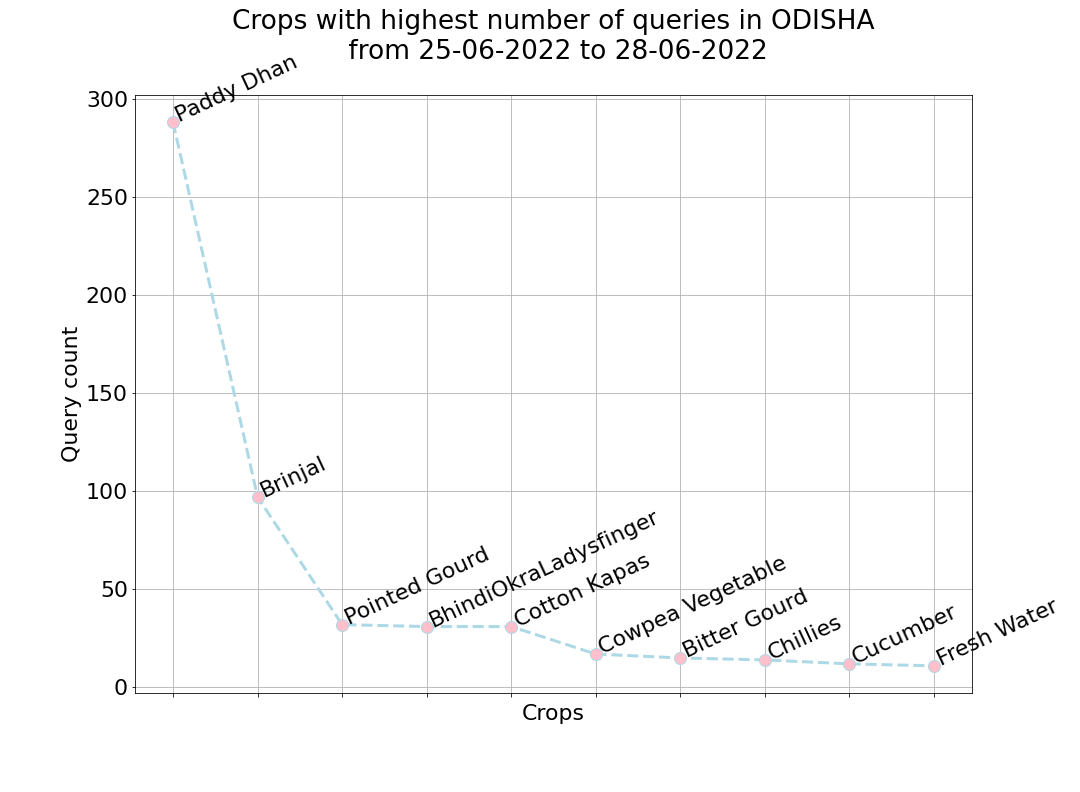 Crops with highest number of queries in ODISHA
from 25-06-2022 to 28-06-2022
Query count
300
250
200
150
100
50
0
Paddy Dhan
Brinjal
Pointed Gourd
BhindiOkraLadysfinger
Cotton Kapas
Cowpea Vegetable
Bitter Gourd
Chillies
Cucumber
Fresh Water
Crops